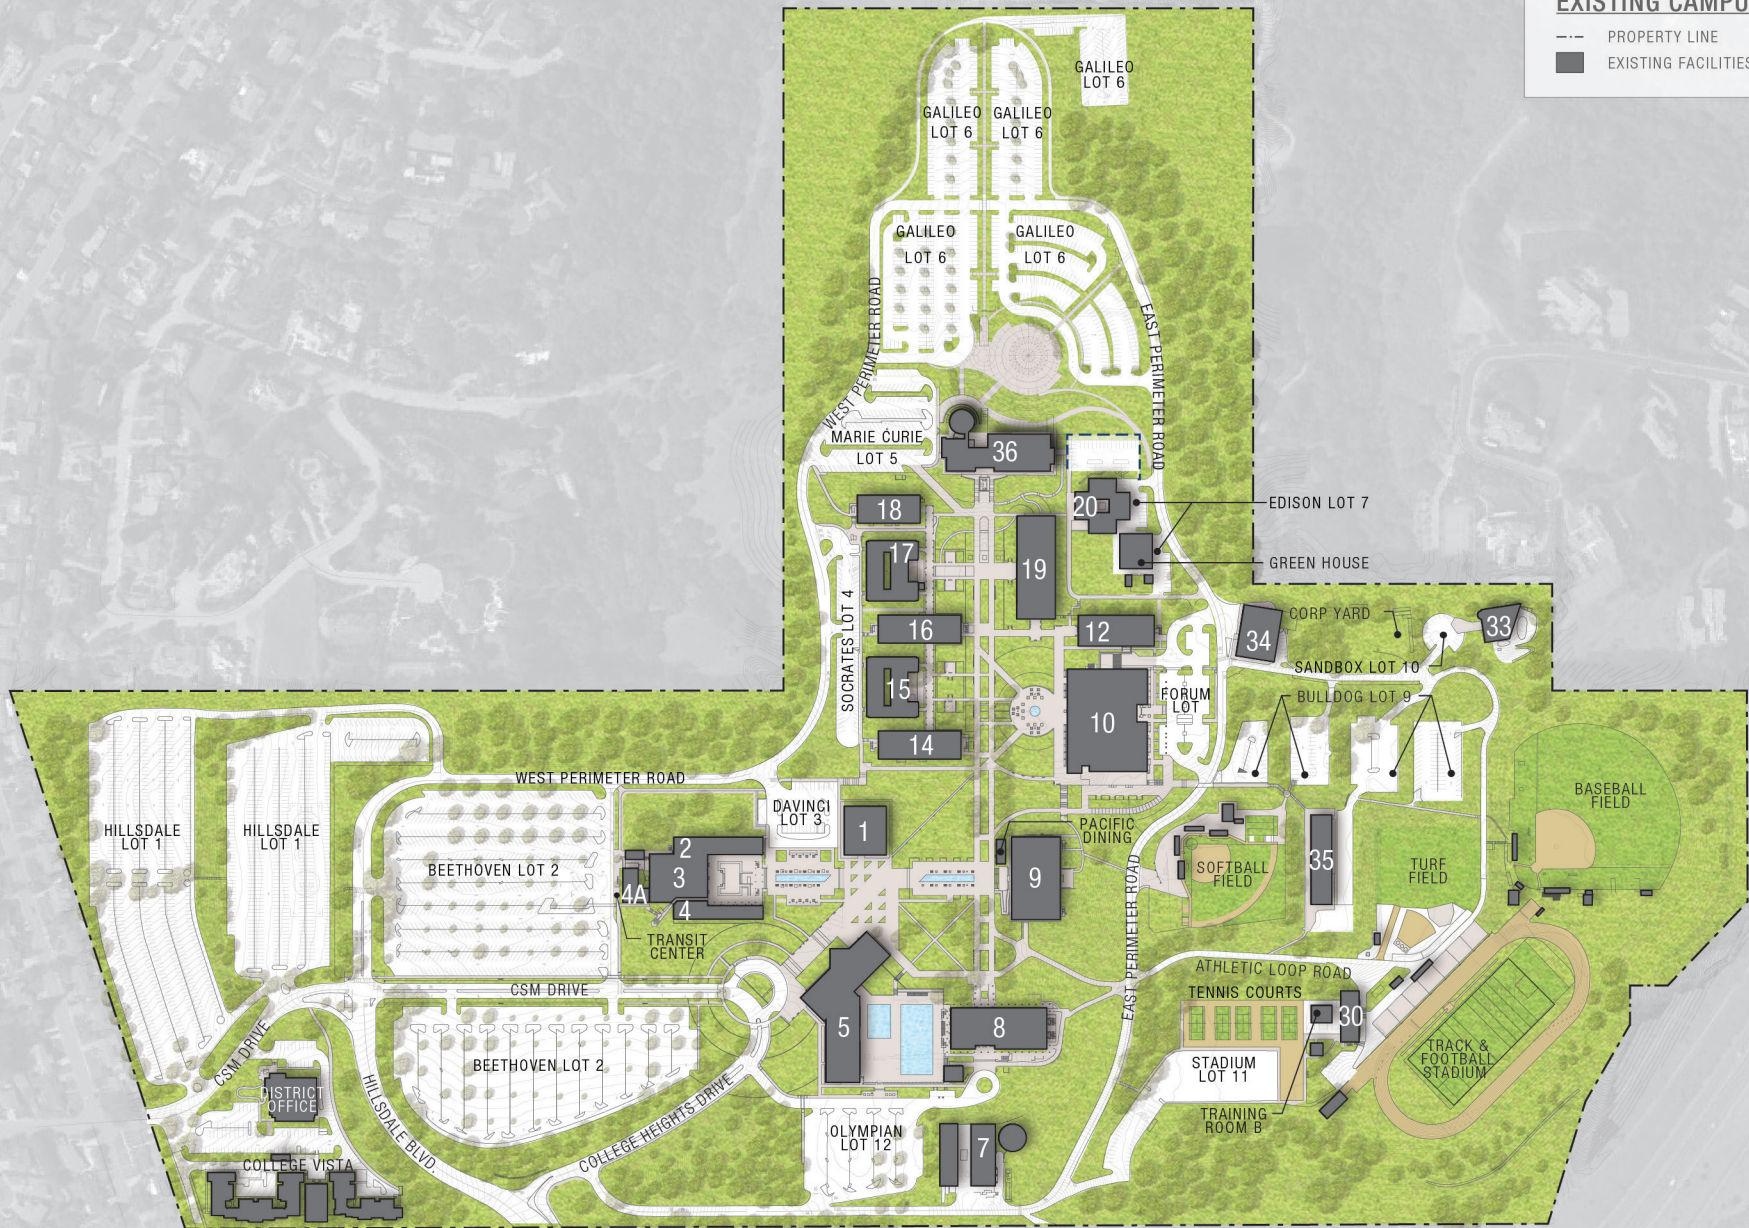 EXISTING CAMPU
PROPERTY LINE
EXISTING FACILITIES
GALILEO
LOT 6
GALILEO
LOT 6
GALILEO
LOT 6
GALILEO
LOT 6
GALILEO
LOT 6
WEST PERIMETER ROAD
EAST PERIMETER ROAD
MARIE CURIE
LOT 5
36
18
20
EDISON LOT 7
17
19
GREEN HOUSE
SOCRATES LOT 4
16
12
34
CORP YARD
33
SANDBOX LOT 10
15
FORUM
LOT
BULLDOG LOT 9
10
14
WEST PERIMETER ROAD
HILLSDALE
LOT 1
HILLSDALE
LOT 1
BEETHOVEN LOT 2
DAVINCI
LOT 3
1
PACIFIC
DINING
BASEBALL
FIELD
2
3
4A
4
9
SOFTBALL
FIELD
35
TURF
FIELD
TRANSIT
CENTER
EAST PERIMETER ROAD
ATHLETIC LOOP ROAD
CSM DRIVE
TENNIS COURTS
5
8
30
CSM DRIVE
BEETHOVEN LOT 2
STADIUM
LOT 11
TRACK &
FOOTBALL
STADIUM
DISTRICT
OFFICE
HILLSDALE BLVD.
COLLEGE HEIGHTS DRIVE
TRAINING
ROOM B
OLYMPIAN
LOT 12
7
COLLEGE VISTA